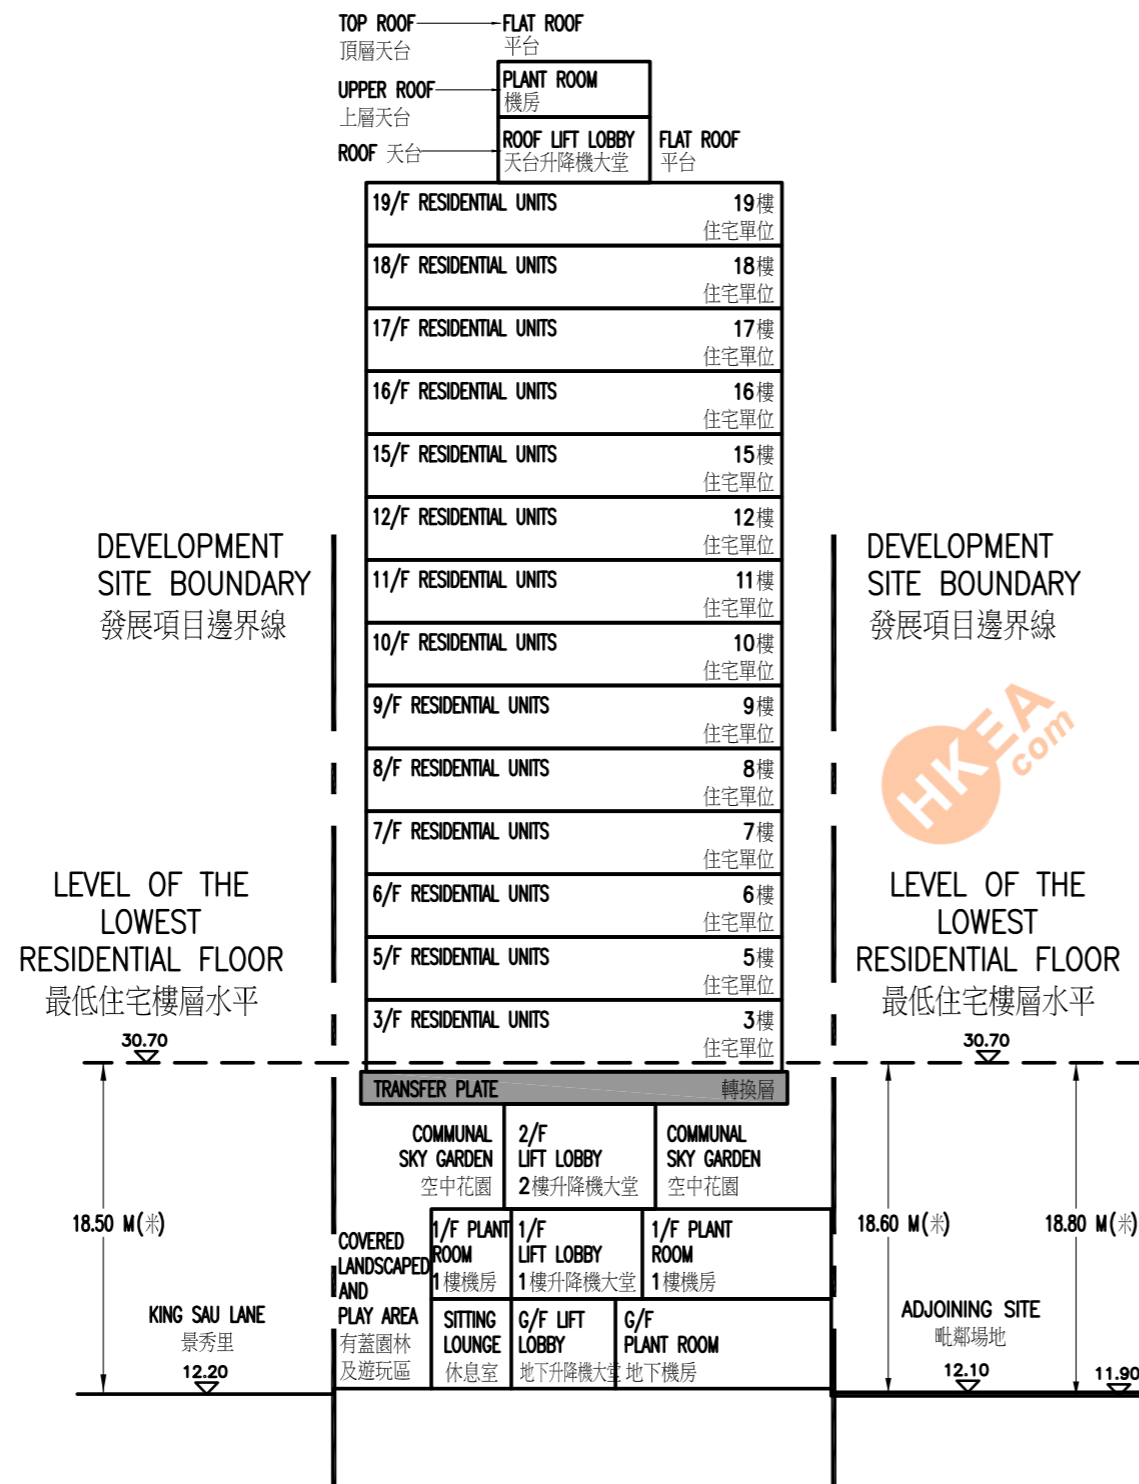 TOP ROOF
頂層天台
FLAT ROOF
平台
UPPER ROOF
上層天台
PLANT ROOM
機房
ROOF 天台
ROOF LIFT LOBBY
天台升降機大堂
FLAT ROOF
平台
19/F RESIDENTIAL UNITS 19樓
住宅單位
18/F RESIDENTIAL UNITS 18樓
住宅單位
17/F RESIDENTIAL UNITS 17樓
住宅單位
16/F RESIDENTIAL UNITS 16樓
住宅單位
15/F RESIDENTIAL UNITS 15樓
住宅單位
12/F RESIDENTIAL UNITS 12樓
住宅單位
11/F RESIDENTIAL UNITS 11樓
住宅單位
10/F RESIDENTIAL UNITS 10樓
住宅單位
9/F RESIDENTIAL UNITS 9樓
住宅單位
8/F RESIDENTIAL UNITS 8樓
住宅單位
7/F RESIDENTIAL UNITS 7樓
住宅單位
6/F RESIDENTIAL UNITS 6樓
住宅單位
5/F RESIDENTIAL UNITS 5樓
住宅單位
3/F RESIDENTIAL UNITS 3樓
住宅單位
TRANSFER PLATE 轉換層
DEVELOPMENT
SITE BOUNDARY
發展項目邊界線
DEVELOPMENT
SITE BOUNDARY
發展項目邊界線
HKEA
com
LEVEL OF THE
LOWEST
RESIDENTIAL FLOOR
最低住宅樓層水平
30.70
LEVEL OF THE
LOWEST
RESIDENTIAL FLOOR
最低住宅樓層水平
30.70
COMMUNAL
SKY GARDEN
空中花園
2/F
LIFT LOBBY
2樓升降機大堂
COMMUNAL
SKY GARDEN
空中花園
18.50 M(米)
COVERED
LANDSCAPED
AND
PLAY AREA
有蓋園林
及遊玩區
1/F PLANT
ROOM
1樓機房
1/F
LIFT LOBBY
1樓升降機大堂
1/F PLANT
ROOM
1樓機房
18.60 M(米)
18.80 M(米)
KING SAU LANE
景秀里
12.20
SITTING
LOUNGE
休息室
G/F LIFT
LOBBY
地下升降機大堂
G/F
PLANT ROOM
地下機房
ADJOINING SITE
毗鄰場地
12.10
11.90